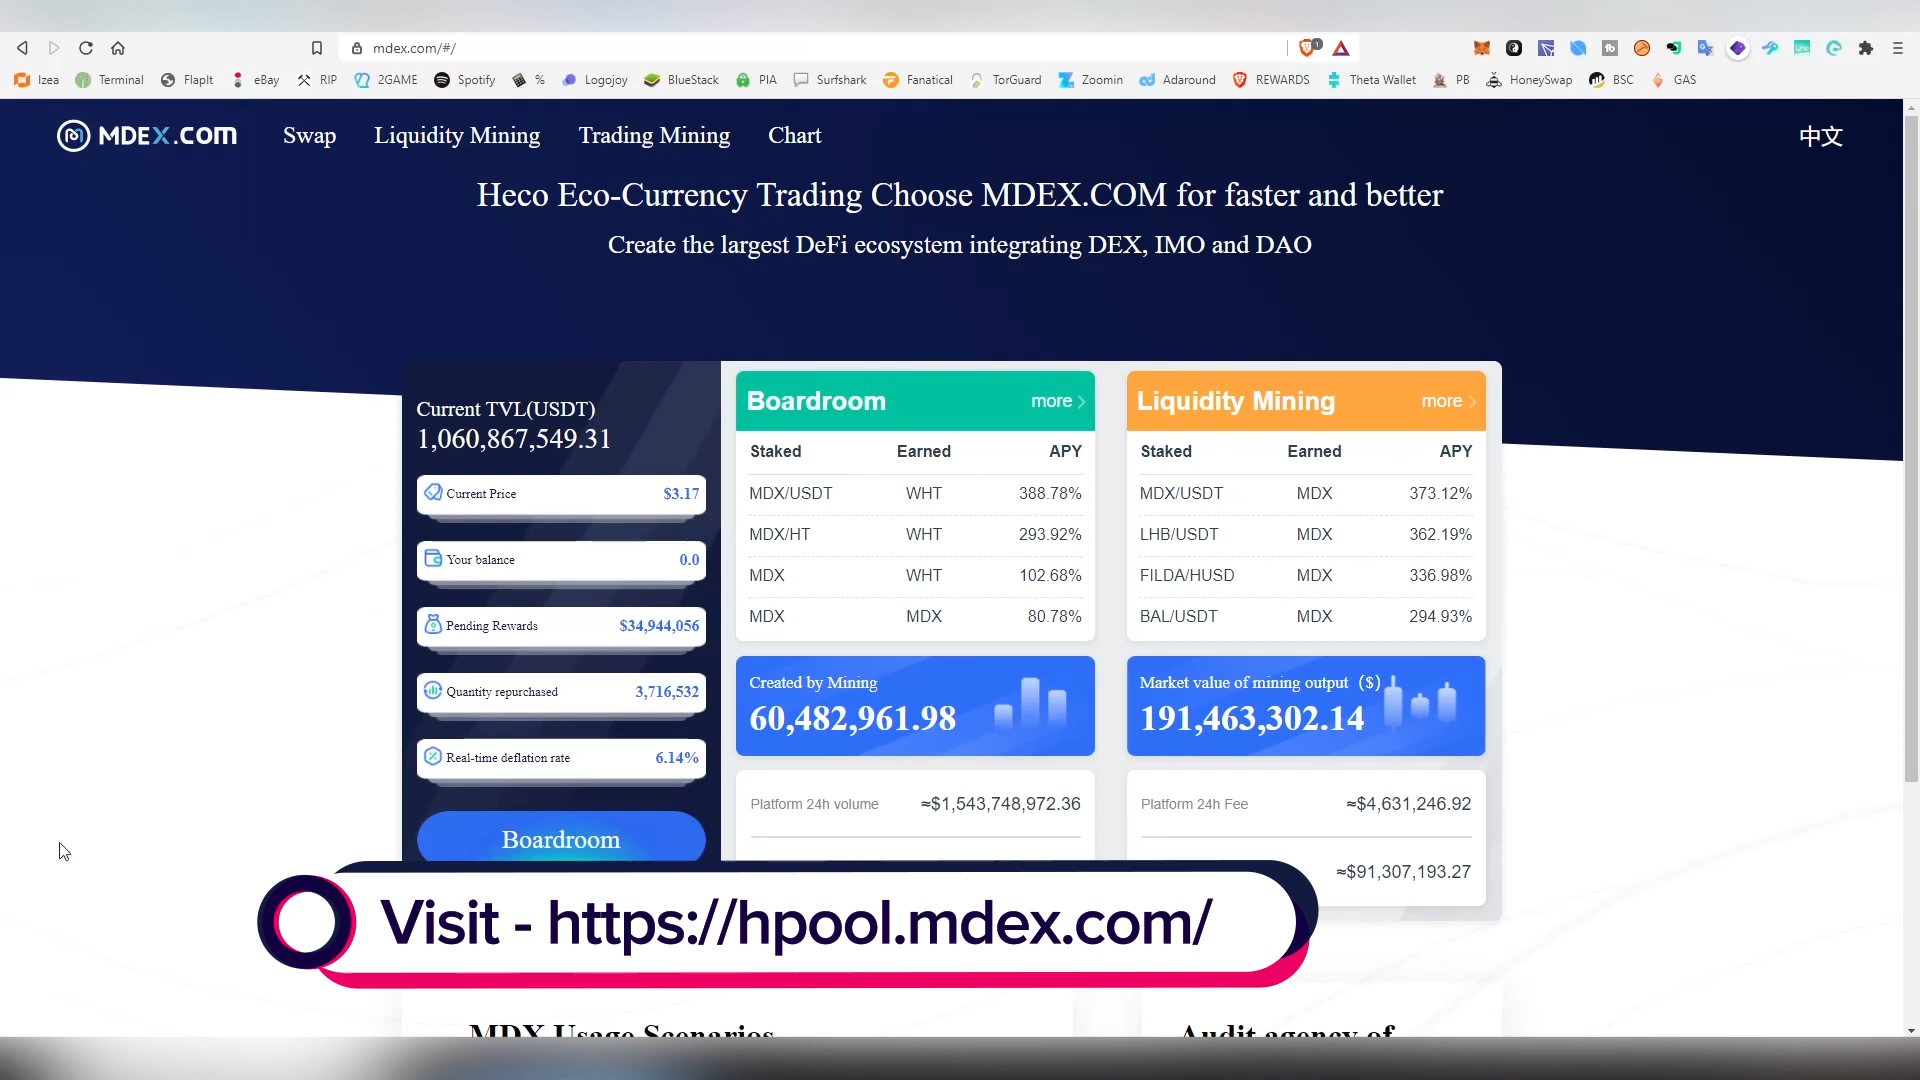 mdex.com/#/
Izea Terminal FlapIt eBay RIP 2GAME Spotify % Logojoy BlueStack PIA Surfshark Fanatical TorGuard Zoomin Adaround REWARDS Theta Wallet PB HoneySwap BSC GAS
MDEX.COM Swap Liquidity Mining Trading Mining Chart 中文
Heco Eco-Currency Trading Choose MDEX.COM for faster and better
Create the largest DeFi ecosystem integrating DEX, IMO and DAO
Current TVL(USDT)
1,060,867,549.31
Current Price $3.17
Your balance 0.0
Pending Rewards $34,944,056
Quantity repurchased 3,716,532
Real-time deflation rate 6.14%
Boardroom
Boardroom more >
Staked Earned APY
MDX/USDT WHT 388.78%
MDX/HT WHT 293.92%
MDX WHT 102.68%
MDX MDX 80.78%
Created by Mining
60,482,961.98
Platform 24h volume ≈$1,543,748,972.36
Liquidity Mining more >
Staked Earned APY
MDX/USDT MDX 373.12%
LHB/USDT MDX 362.19%
FILDA/HUSD MDX 336.98%
BAL/USDT MDX 294.93%
Market value of mining output ($)
191,463,302.14
Platform 24h Fee ≈$4,631,246.92
≈$91,307,193.27
Visit - https://hpool.mdex.com/
MDX Usage Scenarios
Audit agency of